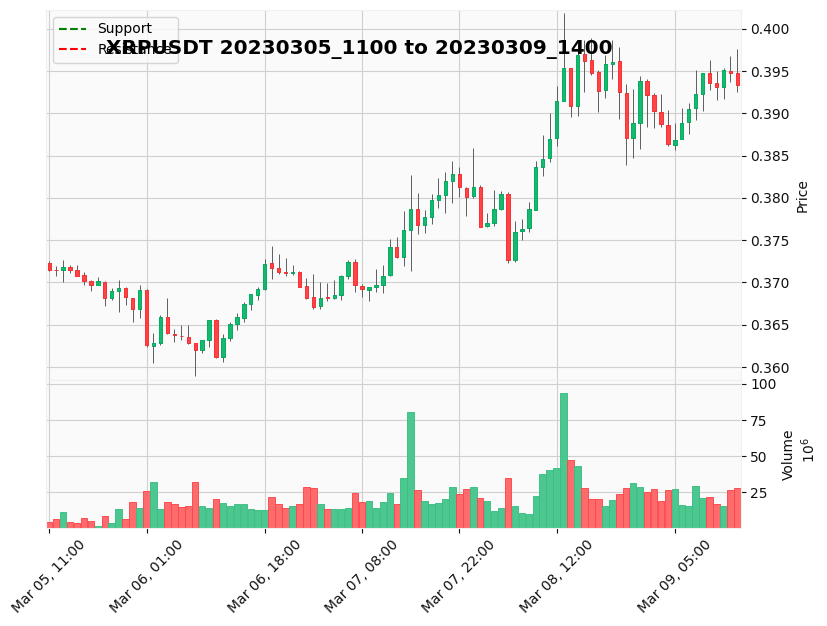 XRPUSDT 20230305_1100 to 20230309_1400
Support
Resistance
0.400
0.395
0.390
0.385
0.380
0.375
0.370
0.365
0.360
Price
100
75
50
25
Volume
10^6
Mar 05, 11:00
Mar 06, 01:00
Mar 06, 18:00
Mar 07, 08:00
Mar 07, 22:00
Mar 08, 12:00
Mar 09, 05:00